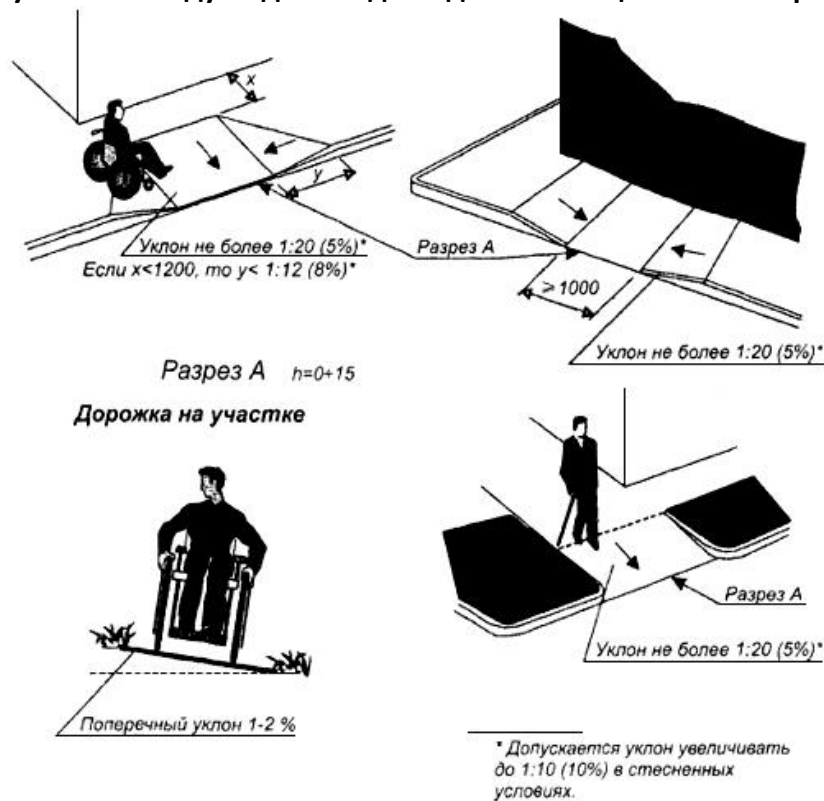 x
y
Уклон не более 1:20 (5%)*
Если x<1200, то y< 1:12 (8%)*
Разрез А
⩾1000
Уклон не более 1:20 (5%)*
Разрез А h=0÷15
Дорожка на участке
Поперечный уклон 1-2 %
Разрез А
Уклон не более 1:20 (5%)*
* Допускается уклон увеличивать
до 1:10 (10%) в стесненных
условиях.